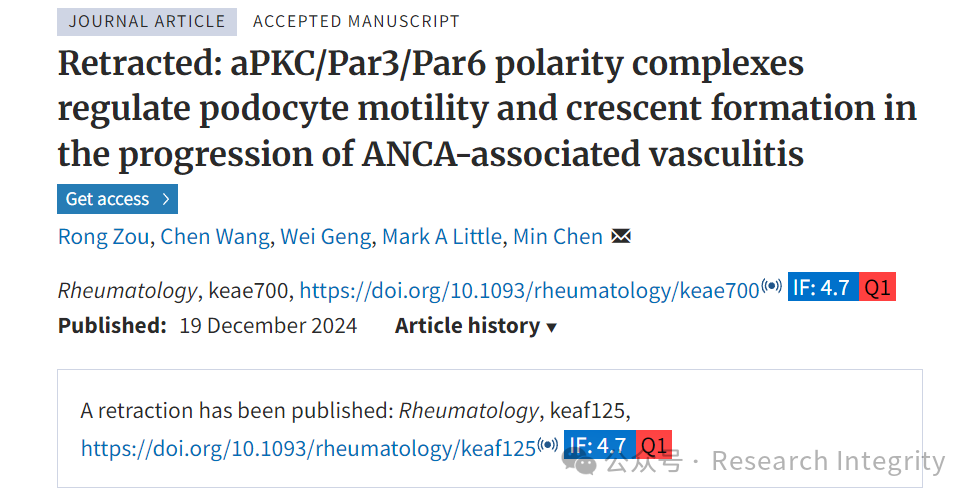 JOURNAL ARTICLE ACCEPTED MANUSCRIPT
Retracted: aPKC/Par3/Par6 polarity complexes
regulate podocyte motility and crescent formation in
the progression of ANCA-associated vasculitis
Get access
Rong Zou, Chen Wang, Wei Geng, Mark A Little, Min Chen
Rheumatology, keae700, https://doi.org/10.1093/rheumatology/keae700 IF: 4.7 Q1
Published: 19 December 2024 Article history
A retraction has been published: Rheumatology, keaf125,
https://doi.org/10.1093/rheumatology/keaf125 IF: 4.7 Q1
公众号 · Research Integrity